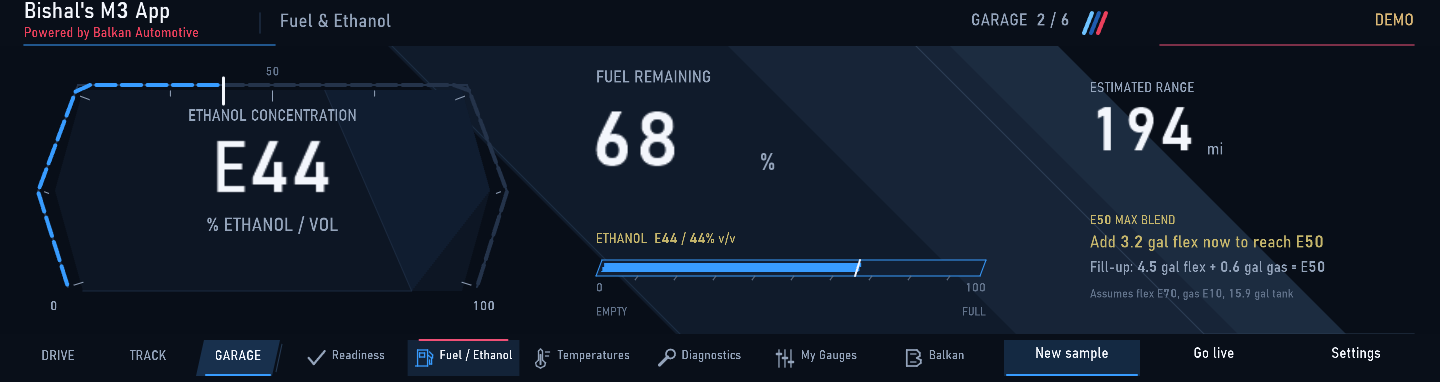 Bishal's M3 App
Powered by Balkan Automotive
Fuel & Ethanol
GARAGE 2 / 6
DEMO
50
ETHANOL CONCENTRATION
E44
% ETHANOL / VOL
0
100
FUEL REMAINING
68
%
ETHANOL E44 / 44% v/v
0
100
EMPTY
FULL
ESTIMATED RANGE
194
mi
E50 MAX BLEND
Add 3.2 gal flex now to reach E50
Fill-up: 4.5 gal flex + 0.6 gal gas = E50
Assumes flex E70, gas E10, 15.9 gal tank
DRIVE
TRACK
GARAGE
Readiness
Fuel / Ethanol
Temperatures
Diagnostics
My Gauges
Balkan
New sample
Go live
Settings